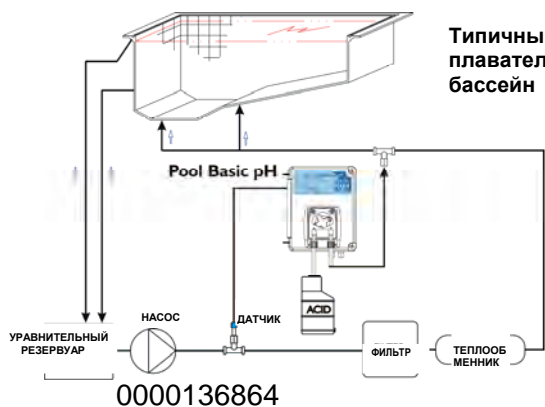 Типичны
плавател
бассейн
Pool Basic pH
ACID
НАСОС
ДАТЧИК
УРАВНИТЕЛЬНЫЙ
РЕЗЕРВУАР
ФИЛЬТР
ТЕПЛООБ
МЕННИК
0000136864